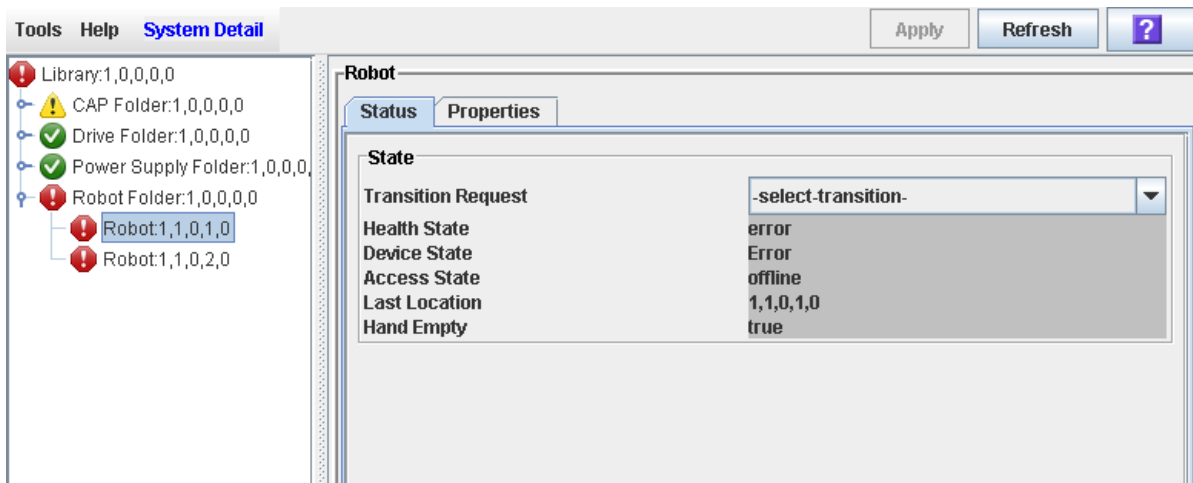 Tools Help System Detail Apply Refresh ?
Library:1,0,0,0,0
CAP Folder:1,0,0,0,0
Drive Folder:1,0,0,0,0
Power Supply Folder:1,0,0,0,
Robot Folder:1,0,0,0,0
Robot:1,1,0,1,0
Robot:1,1,0,2,0
Robot
Status Properties
State
Transition Request -select-transition-
Health State error
Device State Error
Access State offline
Last Location 1,1,0,1,0
Hand Empty true